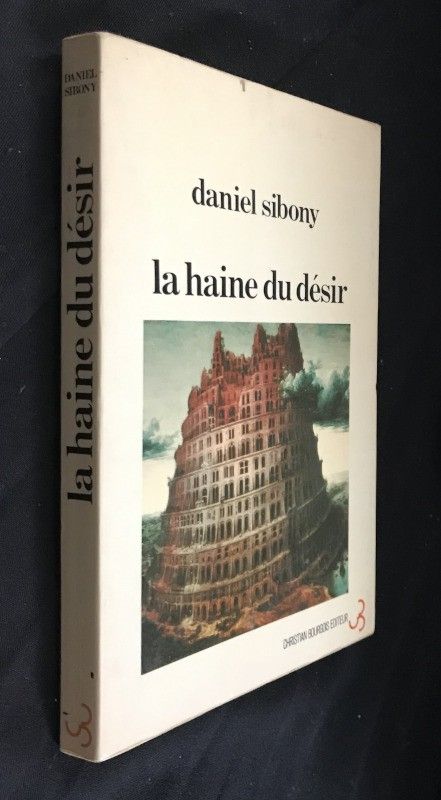 DANIEL
SIBONY
la haine du désir
daniel sibony
la haine du désir
CHRISTIAN BOURGOIS EDITEUR